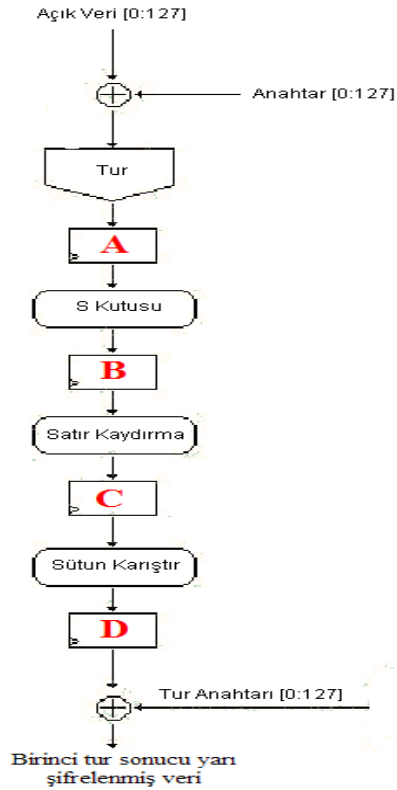 Açık Veri [0:127]
Anahtar [0:127]
Tur
A
S Kutusu
B
Satır Kaydırma
C
Sütun Karıştır
D
Tur Anahtarı [0:127]
Birinci tur sonucu yarı
şifrelenmiş veri